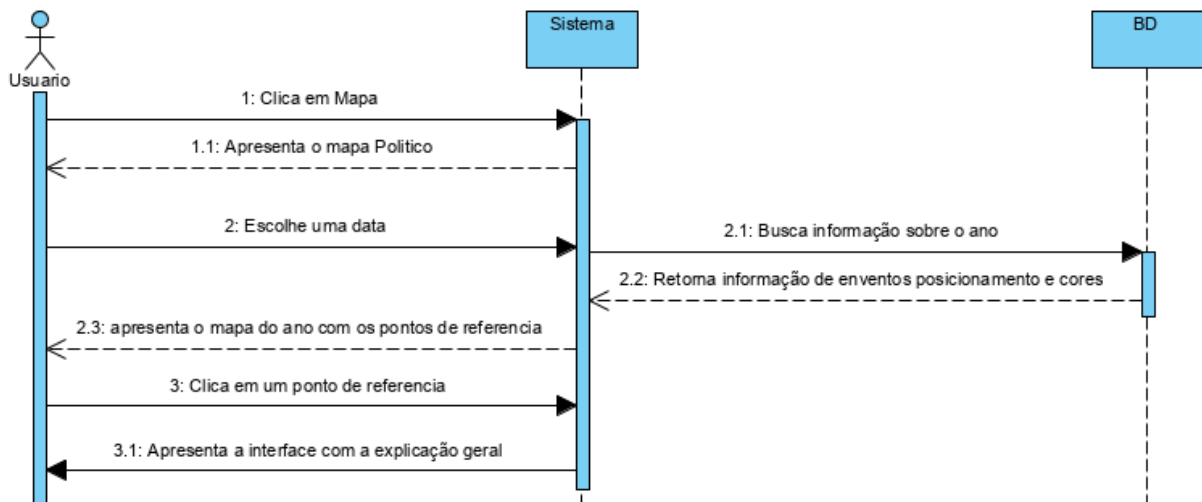 Sistema
BD
Usuario
1: Clica em Mapa
1.1: Apresenta o mapa Politico
2: Escolhe uma data
2.1: Busca informação sobre o ano
2.2: Retorna informação de enventos posicionamento e cores
2.3: apresenta o mapa do ano com os pontos de referencia
3: Clica em um ponto de referencia
3.1: Apresenta a interface com a explicação geral